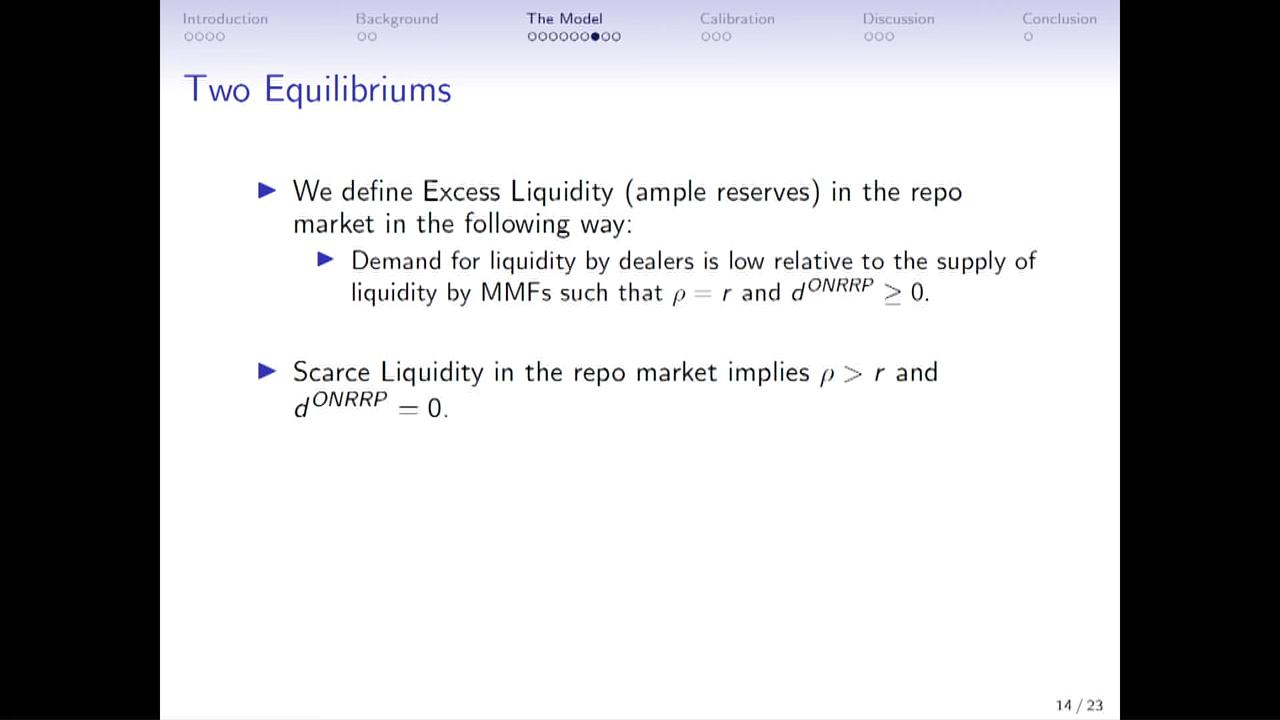 Introduction Background The Model Calibration Discussion Conclusion
Two Equilibriums
We define Excess Liquidity (ample reserves) in the repo
market in the following way:
Demand for liquidity by dealers is low relative to the supply of
liquidity by MMFs such that ρ = r and d^ONRRP ≥ 0.
Scarce Liquidity in the repo market implies ρ > r and
d^ONRRP = 0.
14 / 23